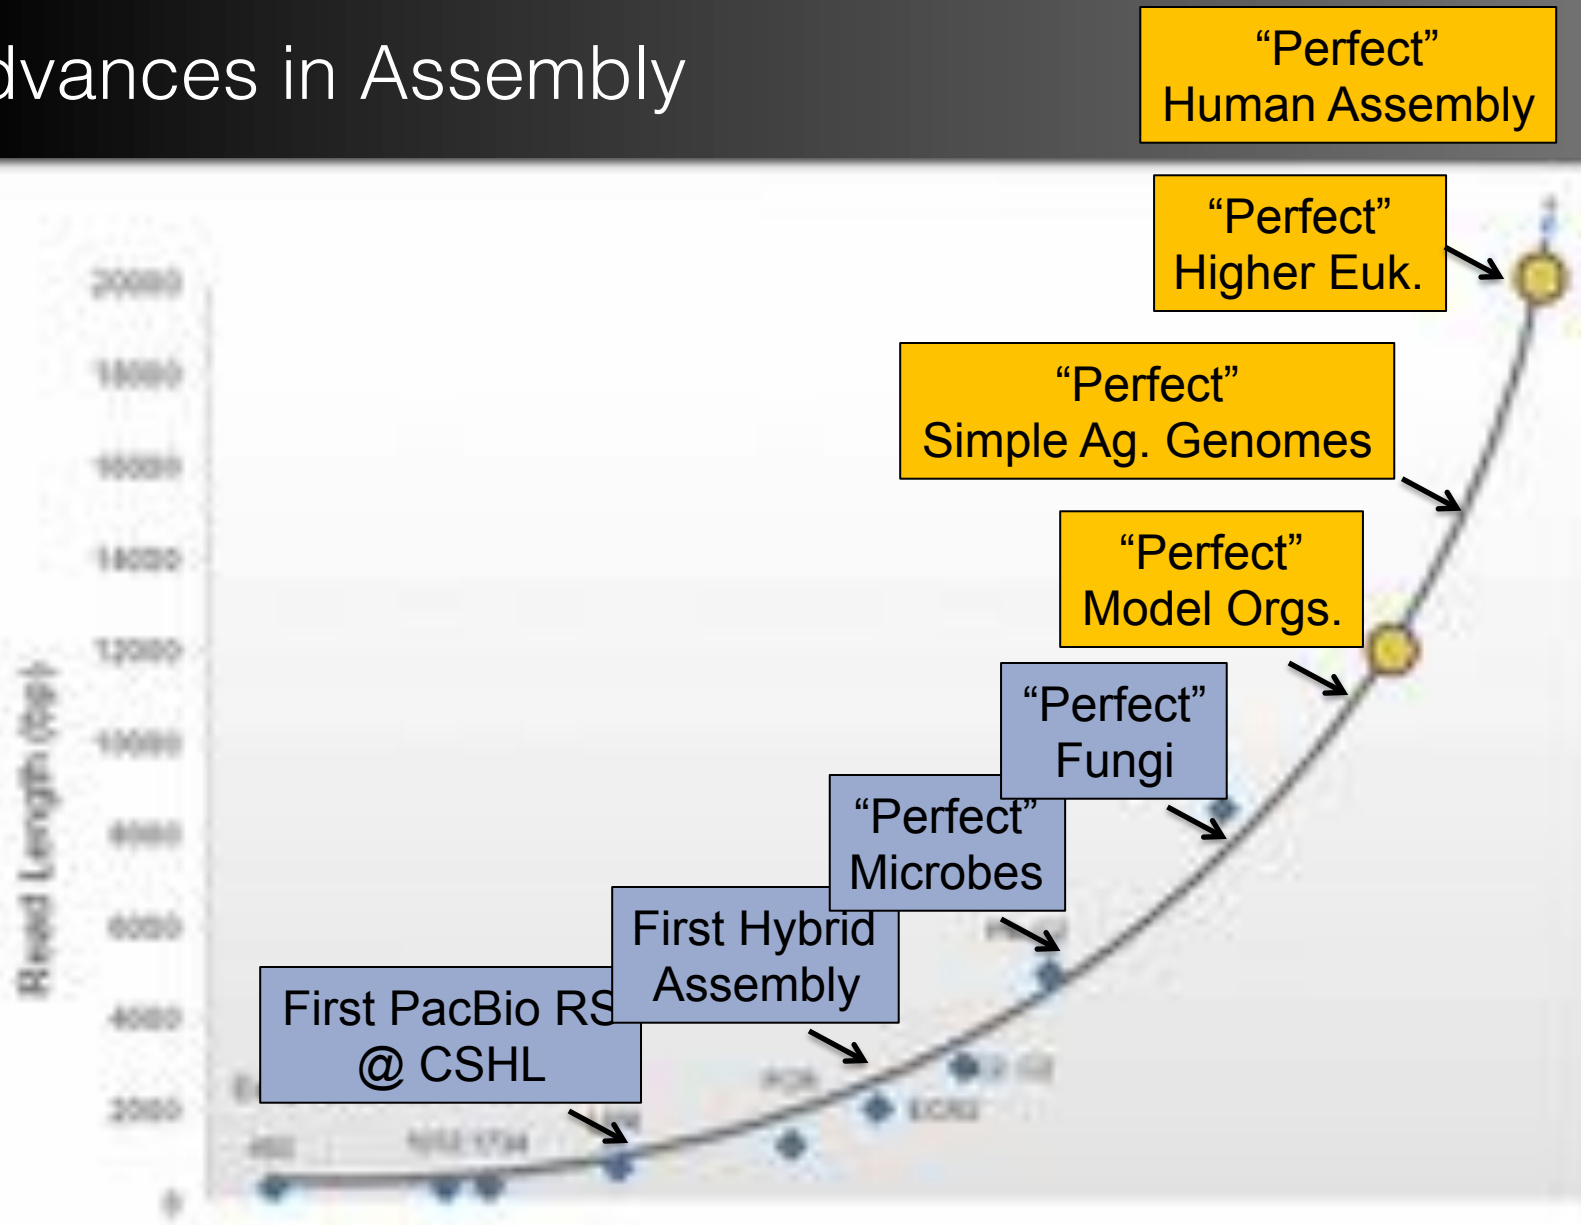 dvances in Assembly
“Perfect”
Human Assembly
“Perfect”
Higher Euk.
“Perfect”
Simple Ag. Genomes
“Perfect”
Model Orgs.
“Perfect”
Fungi
“Perfect”
Microbes
First Hybrid
Assembly
First PacBio RS
@ CSHL
Read Length (bp)
20000
18000
16000
14000
12000
10000
8000
6000
4000
2000
0
ECR2